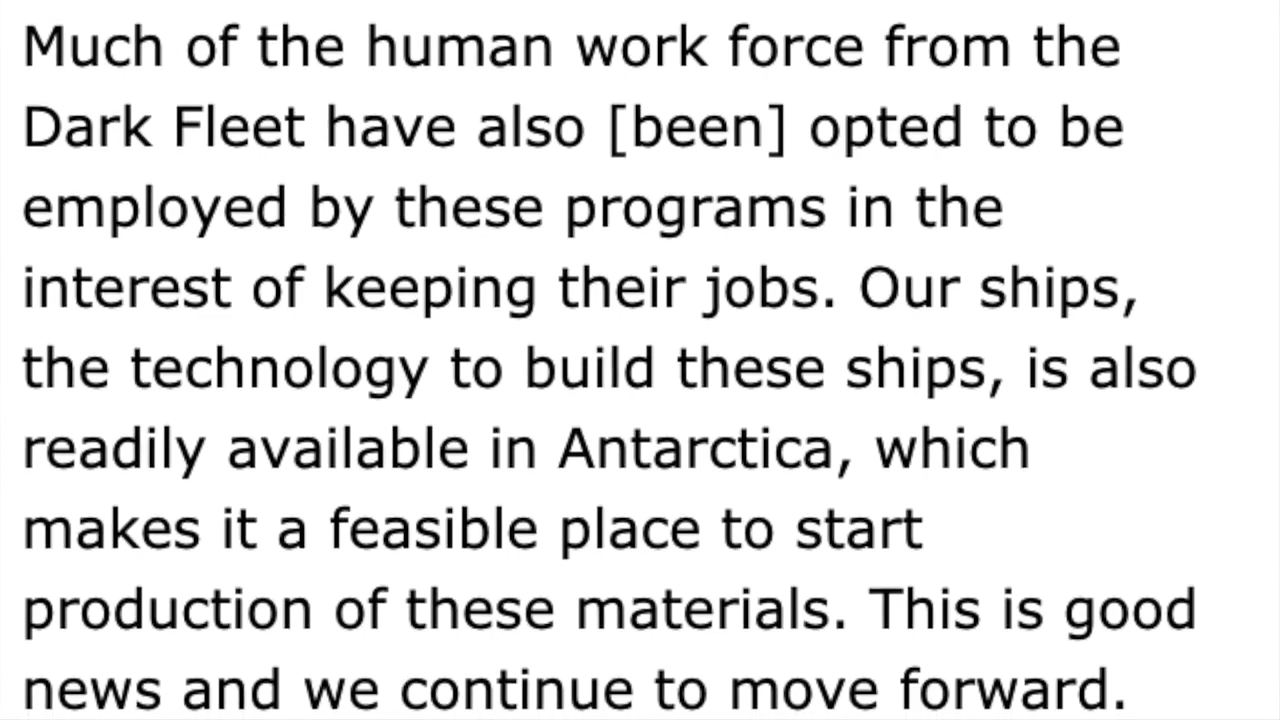 Much of the human work force from the
Dark Fleet have also [been] opted to be
employed by these programs in the
interest of keeping their jobs. Our ships,
the technology to build these ships, is also
readily available in Antarctica, which
makes it a feasible place to start
production of these materials. This is good
news and we continue to move forward.